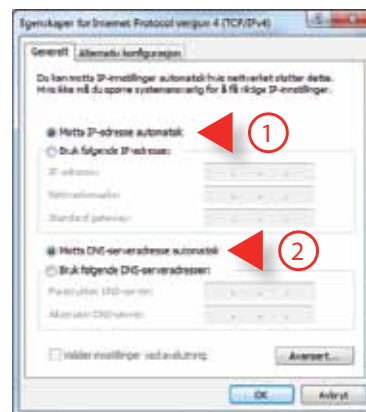 Egenskaper for Internet Protocol versjon 4 (TCP/IPv4)
Generelt Alternativ konfigurasjon
Du kan motta IP-innstillinger automatisk hvis nettverket støtter dette.
Hvis ikke må du spørre systemansvarlig for å få riktige IP-innstillinger.
Motta IP-adresse automatisk
1
Bruk følgende IP-adresse:
IP-adresse:
Nettverksmaske:
Standard gateway:
Motta DNS-serveradresse automatisk
2
Bruk følgende DNS-serveradresser:
Foretrukket DNS-server:
Alternativ DNS-server:
Valider innstillinger ved avslutning
Avansert...
OK Avbryt